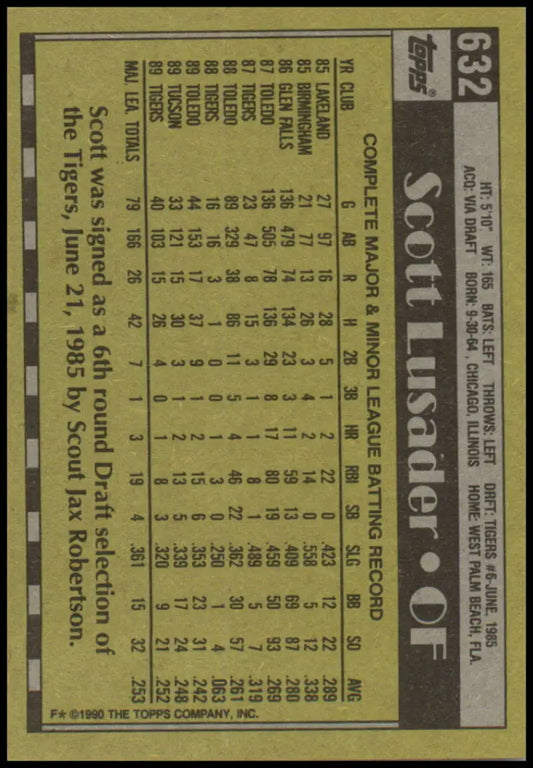 632
HT: 5'10" WT: 165 BATS: LEFT THROWS: LEFT DRFT: TIGERS #6-JUNE, 1985
ACQ: VIA DRAFT BORN: 9-30-64, CHICAGO, ILLINOIS HOME: WEST PALM BEACH, FLA.
Topps®
Scott Lusader • OF
COMPLETE MAJOR & MINOR LEAGUE BATTING RECORD
YR CLUB G AB R H 2B 3B HR RBI SB SLG BB SO AVG
85 LAKELAND 27 97 16 28 5 1 2 22 0 .423 12 22 .289
85 BIRMINGHAM 21 77 13 26 3 4 2 14 0 .558 5 12 .338
86 GLEN FALLS 136 479 74 134 23 3 11 59 13 .409 69 87 .280
87 TOLEDO 136 505 78 136 29 8 17 80 19 .459 50 93 .269
87 TIGERS 23 47 8 15 3 1 1 8 1 .489 5 7 .319
88 TOLEDO 89 329 38 86 11 5 4 46 22 .362 30 57 .261
88 TIGERS 16 16 3 1 0 0 1 3 0 .250 1 4 .063
89 TOLEDO 44 153 17 37 9 1 2 15 6 .353 23 31 .242
89 TUCSON 33 121 15 30 3 1 2 13 5 .339 17 24 .248
89 TIGERS 40 103 15 26 4 0 1 8 3 .320 9 21 .252
MAJ. LEA. TOTALS 79 166 26 42 7 1 3 19 4 .361 15 32 .253
Scott was signed as a 6th round Draft selection of
the Tigers, June 21, 1985 by Scout Jax Robertson.
F* ©1990 THE TOPPS COMPANY, INC.